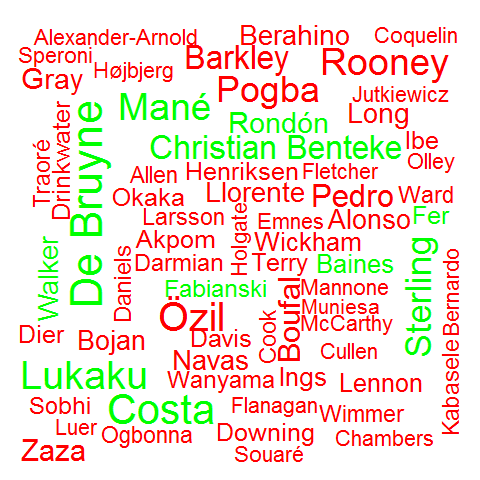 Alexander-Arnold
Berahino
Coquelin
Speroni
Højbjerg
Barkley
Rooney
Gray
Pogba
Jutkiewicz
Mané
Rondón
Long
Traoré
Drinkwater
De Bruyne
Christian Benteke
Ibe
Olley
Allen
Henriksen
Fletcher
Okaka
Llorente
Pedro
Ward
Larsson
Holgate
Emnes
Alonso
Fer
Akpom
Wickham
Walker
Daniels
Darmian
Terry
Baines
Sterling
Bernardo
Fabianski
Boufal
Mannone
Muniesa
Özil
McCarthy
Dier
Bojan
Davis
Cook
Cullen
Kabasele
Navas
Lukaku
Wanyama
Ings
Lennon
Sobhi
Costa
Flanagan
Wimmer
Luer
Ogbonna
Downing
Chambers
Zaza
Souaré